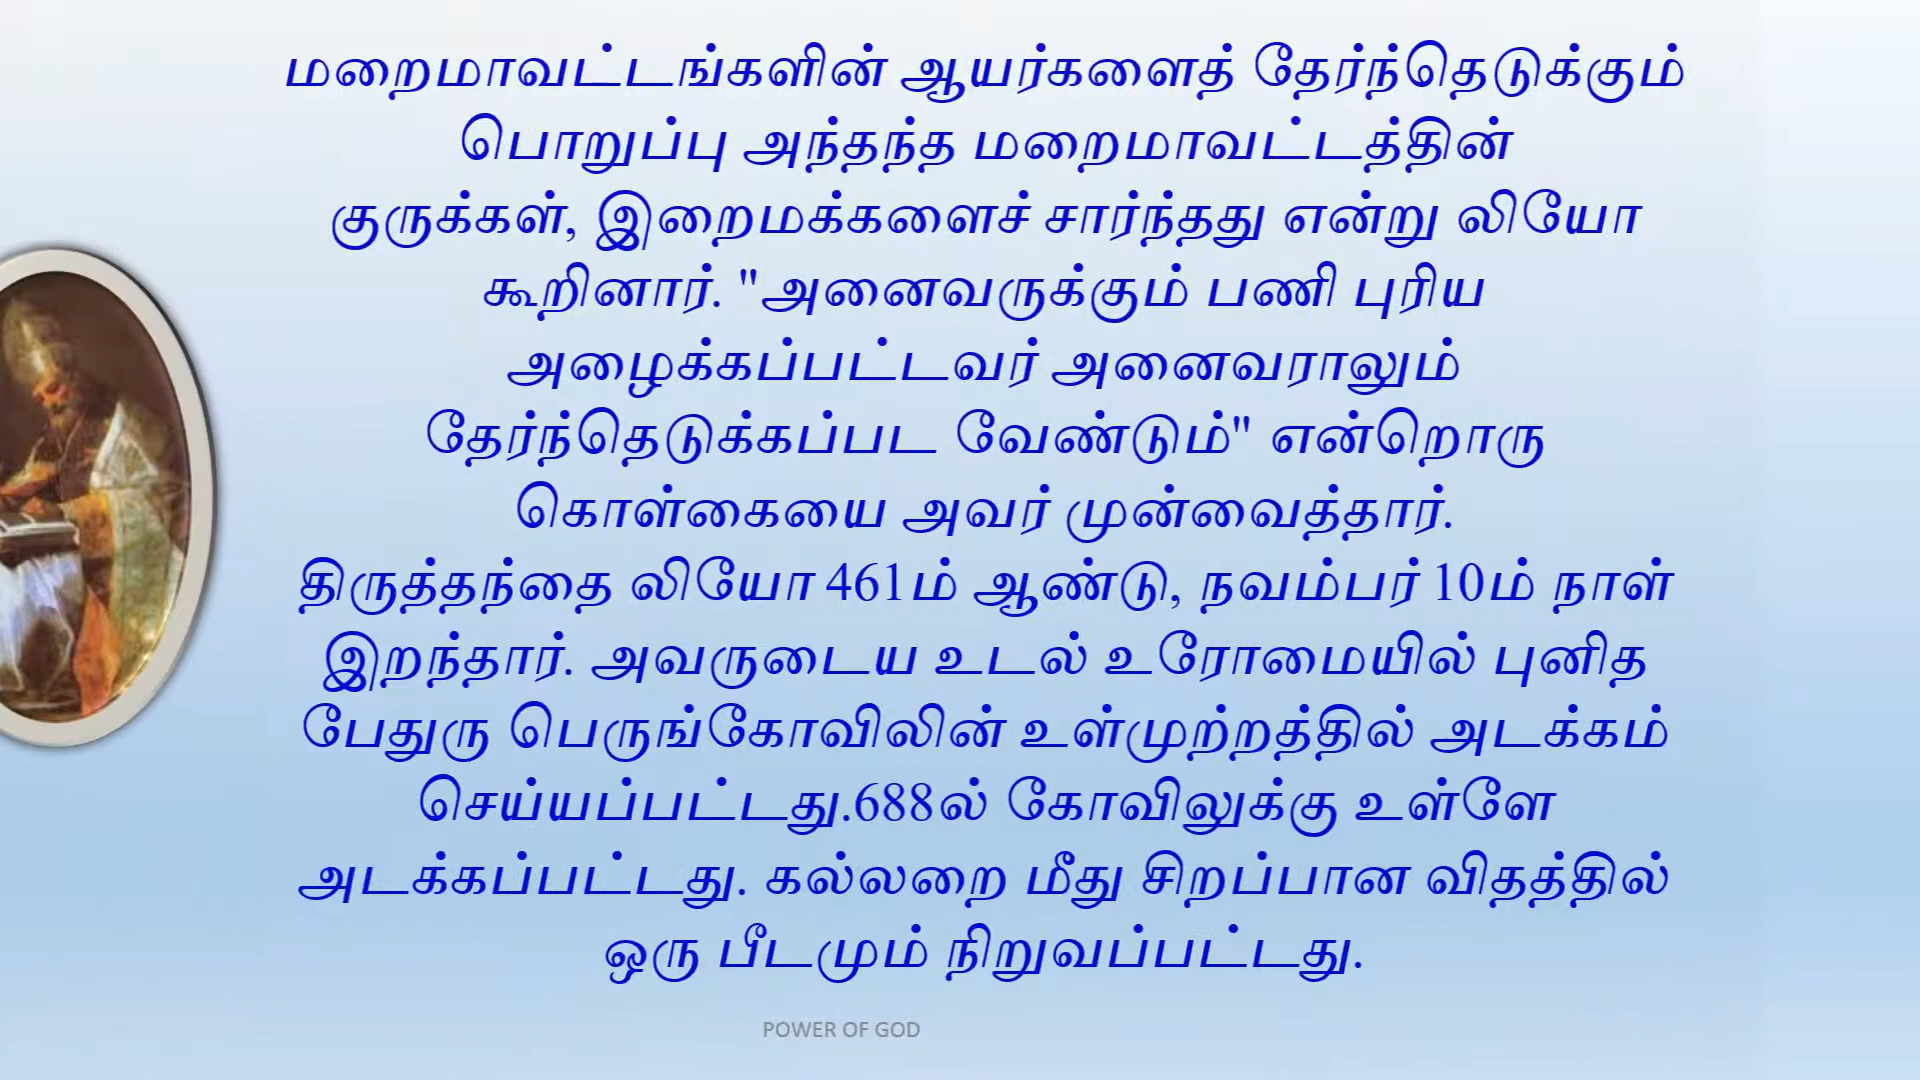 மறைமாவட்டங்களின் ஆயர்களைத் தேர்ந்தெடுக்கும்
பொறுப்பு அந்தந்த மறைமாவட்டத்தின்
குருக்கள், இறைமக்களைச் சார்ந்தது என்று லியோ
கூறினார். "அனைவருக்கும் பணி புரிய
அழைக்கப்பட்டவர் அனைவராலும்
தேர்ந்தெடுக்கப்பட வேண்டும்" என்றொரு
கொள்கையை அவர் முன்வைத்தார்.
திருத்தந்தை லியோ 461ம் ஆண்டு, நவம்பர் 10ம் நாள்
இறந்தார். அவருடைய உடல் உரோமையில் புனித
பேதுரு பெருங்கோவிலின் உள்முற்றத்தில் அடக்கம்
செய்யப்பட்டது.688ல் கோவிலுக்கு உள்ளே
அடக்கப்பட்டது. கல்லறை மீது சிறப்பான விதத்தில்
ஒரு பீடமும் நிறுவப்பட்டது.
POWER OF GOD